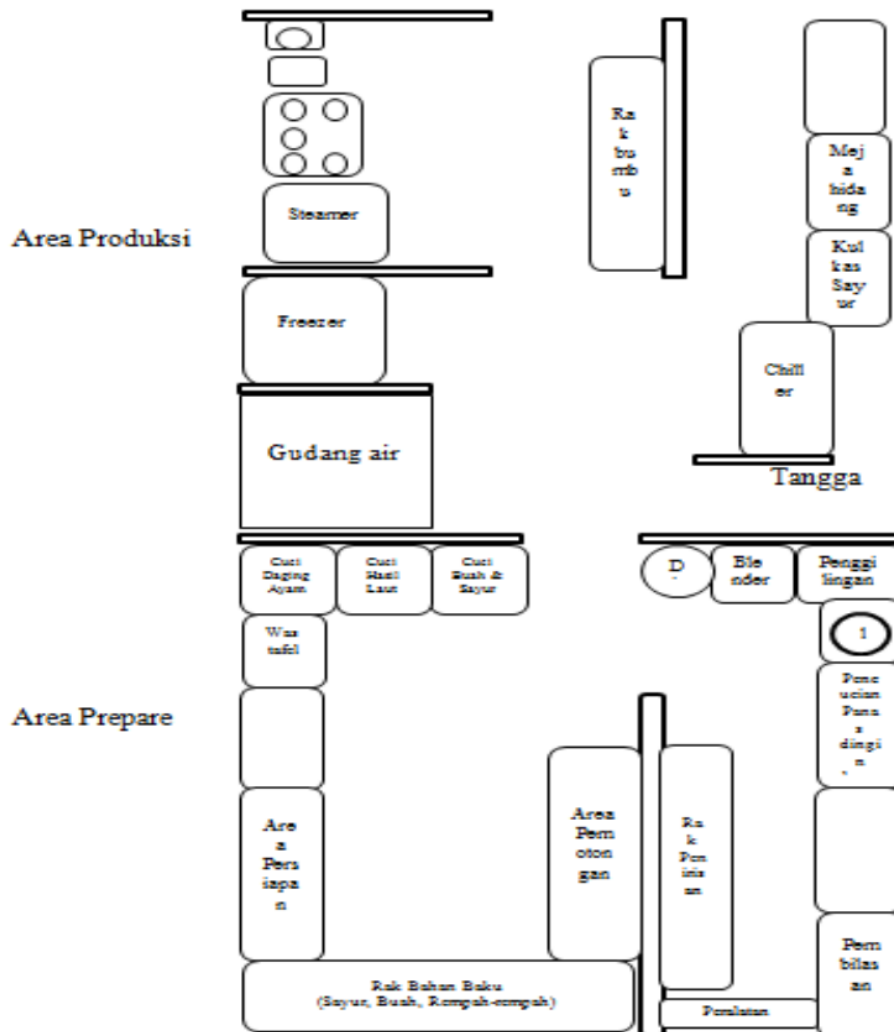 Ra
k
bu
mb
u
Mej
a
hida
ng
Steamer
Area Produksi
Kul
kas
Say
ur
Freezer
Chill
er
Gudang air
Tangga
Cuci
Daging
Ayam
Cuci
Hasil
Laut
Cuci
Buah &
Sayur
D
Ble
nder
Penggi
lingan
Was
tafel
1
Area Prepare
Penc
ucian
Pana
s
dingi
n
Are
a
Pers
iapa
n
Area
Pem
oton
gan
Ra
k
Pen
iris
an
Pem
bilas
an
Rak Bahan Baku
(Sayur, Buah, Rempah-rempah)
Peralatan